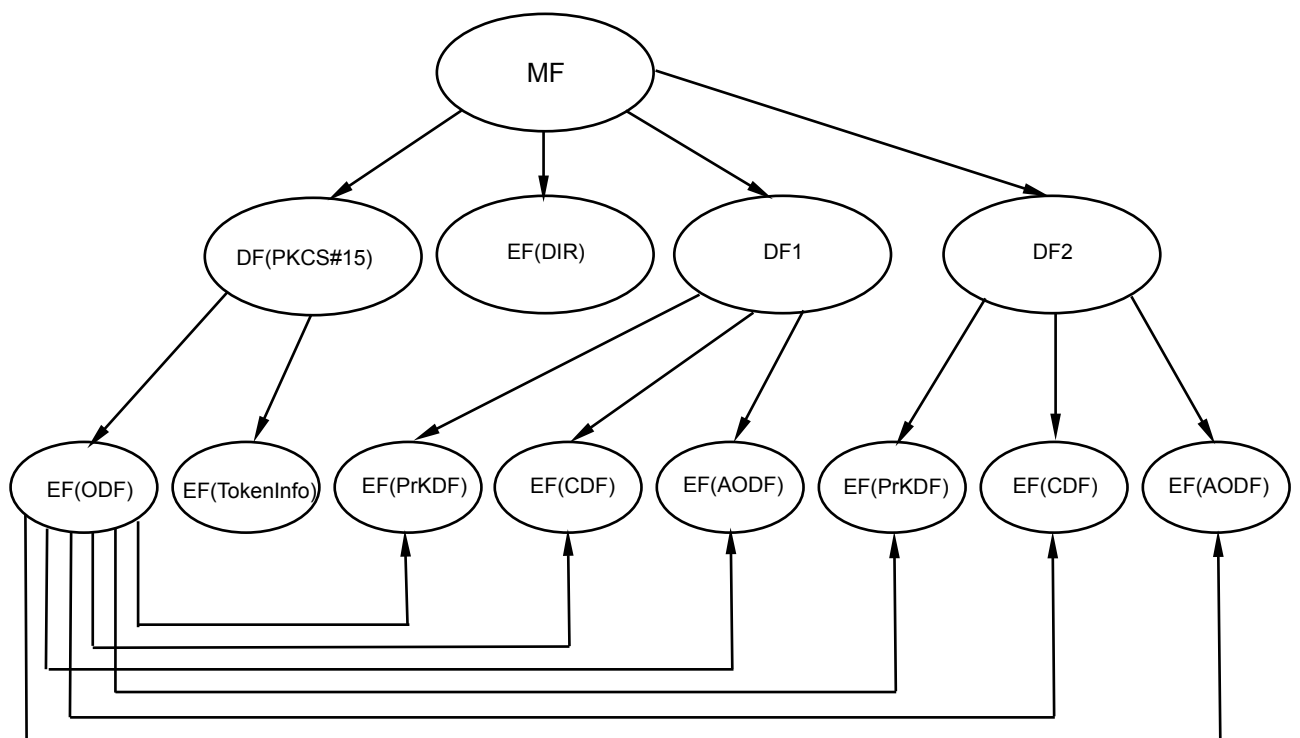 MF
DF(PKCS#15)
EF(DIR)
DF1
DF2
EF(ODF)
EF(TokenInfo)
EF(PrKDF)
EF(CDF)
EF(AODF)
EF(PrKDF)
EF(CDF)
EF(AODF)